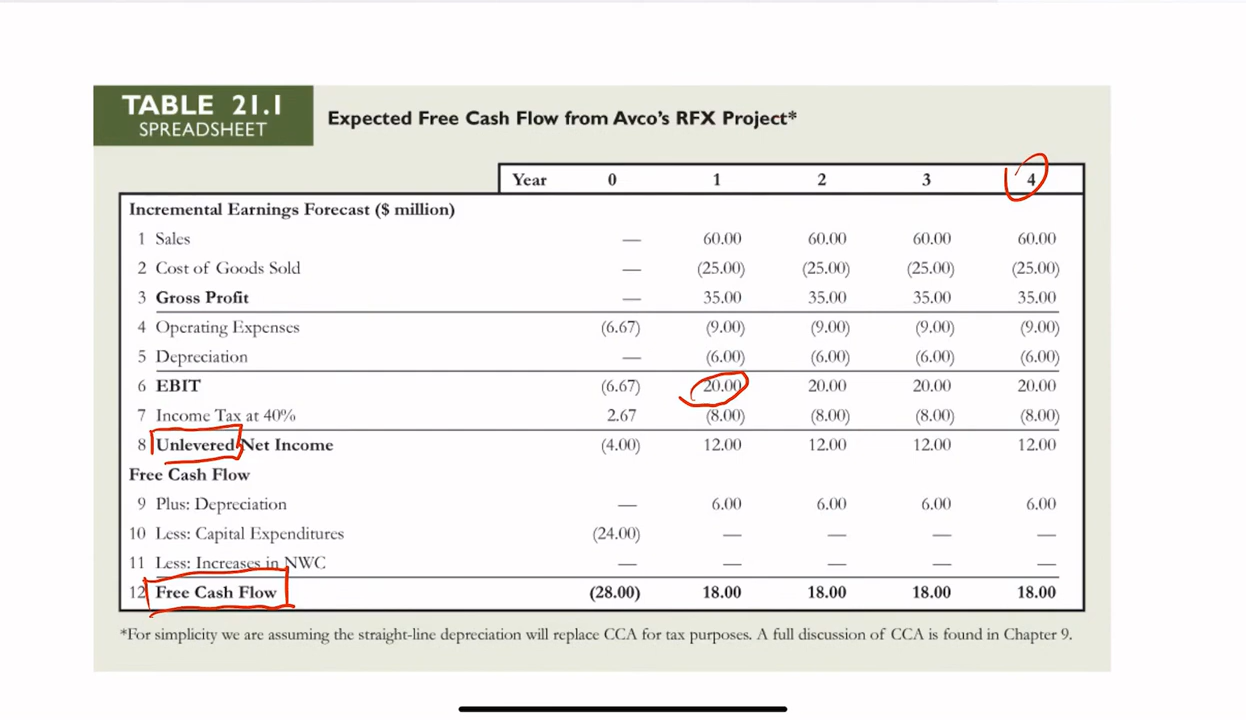 TABLE 21.1
SPREADSHEET
Expected Free Cash Flow from Avco's RFX Project*
Year 0 1 2 3 4
Incremental Earnings Forecast ($ million)
1 Sales — 60.00 60.00 60.00 60.00
2 Cost of Goods Sold — (25.00) (25.00) (25.00) (25.00)
3 Gross Profit — 35.00 35.00 35.00 35.00
4 Operating Expenses (6.67) (9.00) (9.00) (9.00) (9.00)
5 Depreciation — (6.00) (6.00) (6.00) (6.00)
6 EBIT (6.67) 20.00 20.00 20.00 20.00
7 Income Tax at 40% 2.67 (8.00) (8.00) (8.00) (8.00)
8 Unlevered Net Income (4.00) 12.00 12.00 12.00 12.00
Free Cash Flow
9 Plus: Depreciation — 6.00 6.00 6.00 6.00
10 Less: Capital Expenditures (24.00) — — — —
11 Less: Increases in NWC — — — — —
12 Free Cash Flow (28.00) 18.00 18.00 18.00 18.00
*For simplicity we are assuming the straight-line depreciation will replace CCA for tax purposes. A full discussion of CCA is found in Chapter 9.